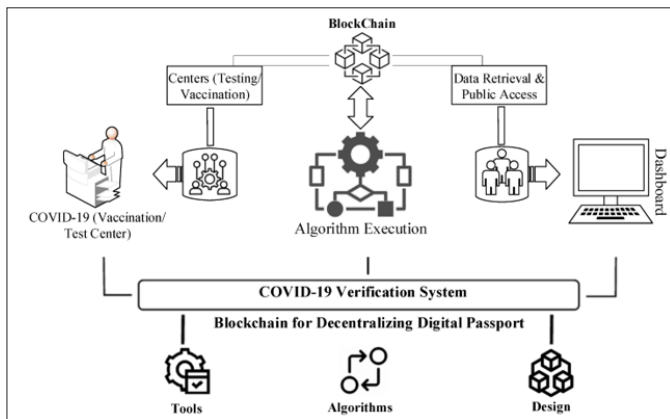 BlockChain
Centers (Testing/
Vaccination)
Data Retrieval &
Public Access
COVID-19 (Vaccination/
Test Center)
Algorithm Execution
Dashboard
COVID-19 Verification System
Blockchain for Decentralizing Digital Passport
Tools
Algorithms
Design